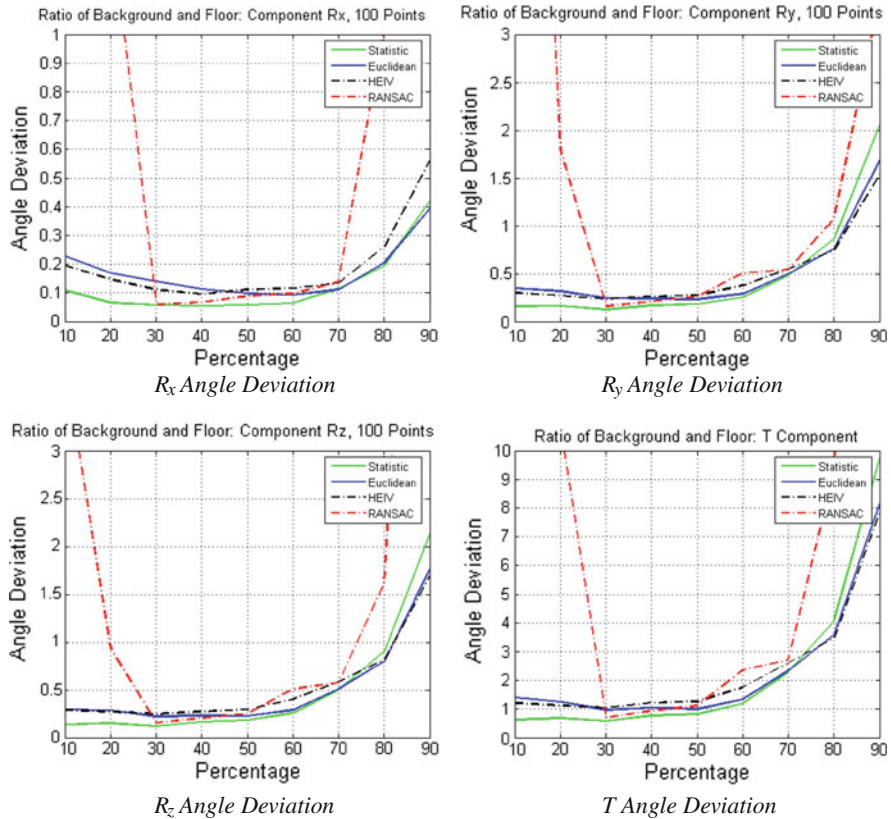 Ratio of Background and Floor: Component Rx, 100 Points
Angle Deviation
1
0.9
0.8
0.7
0.6
0.5
0.4
0.3
0.2
0.1
0
Statistic
Euclidean
HEIV
RANSAC
10 20 30 40 50 60 70 80 90
Percentage
Rx Angle Deviation
Ratio of Background and Floor: Component Ry, 100 Points
Angle Deviation
3
2.5
2
1.5
1
0.5
0
Statistic
Euclidean
HEIV
RANSAC
10 20 30 40 50 60 70 80 90
Percentage
Ry Angle Deviation
Ratio of Background and Floor: Component Rz, 100 Points
Angle Deviation
3
2.5
2
1.5
1
0.5
0
Statistic
Euclidean
HEIV
RANSAC
10 20 30 40 50 60 70 80 90
Percentage
Rz Angle Deviation
Ratio of Background and Floor: T Component
Angle Deviation
10
9
8
7
6
5
4
3
2
1
0
Statistic
Euclidean
HEIV
RANSAC
10 20 30 40 50 60 70 80 90
Percentage
T Angle Deviation